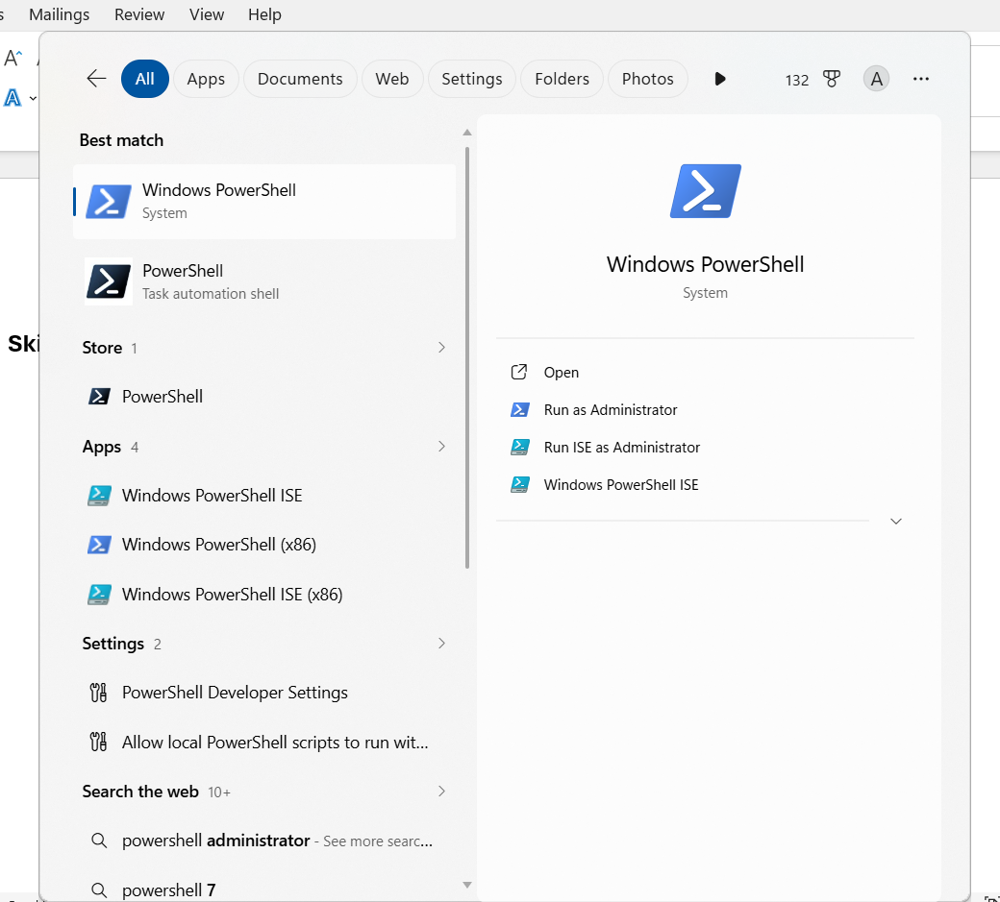 Mailings Review View Help
All Apps Documents Web Settings Folders Photos 132 A
Best match
Windows PowerShell
System
PowerShell
Task automation shell
Store 1
PowerShell
Apps 4
Windows PowerShell ISE
Windows PowerShell (x86)
Windows PowerShell ISE (x86)
Settings 2
PowerShell Developer Settings
Allow local PowerShell scripts to run wit...
Search the web 10+
powershell administrator - See more searc...
powershell 7
Windows PowerShell
System
Open
Run as Administrator
Run ISE as Administrator
Windows PowerShell ISE
A
A
Ski